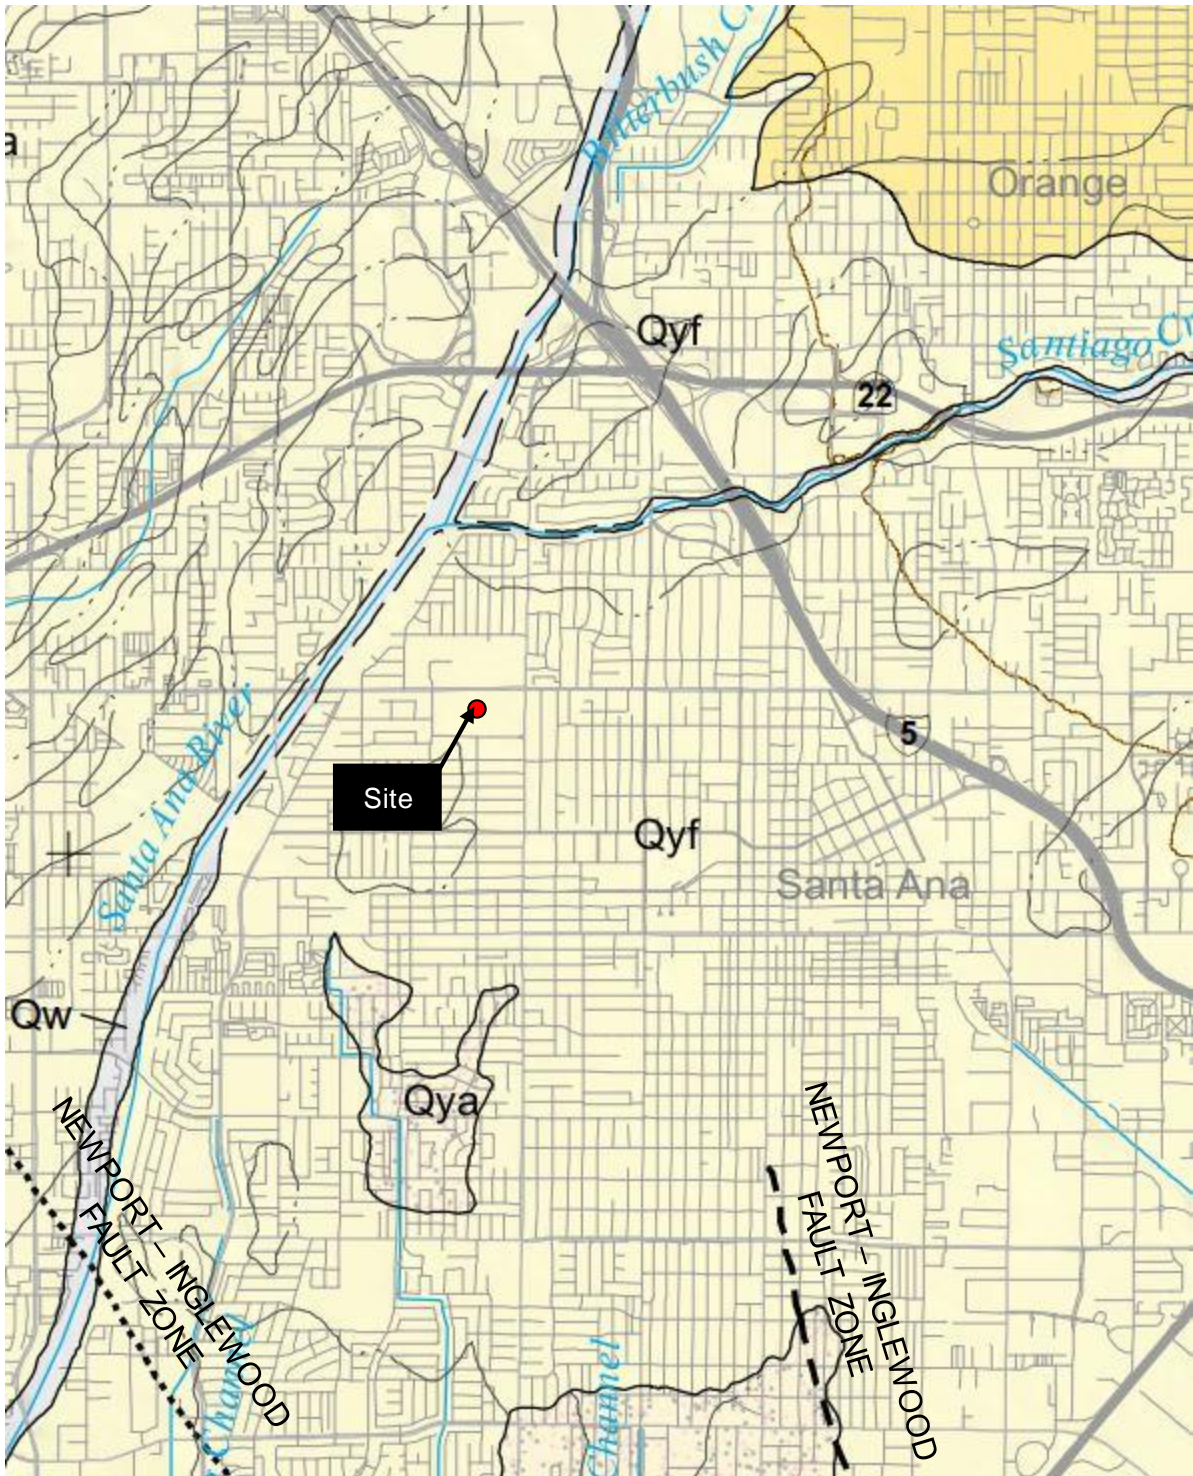 Bitterbush Cr
a
Orange
Qyf
Santiago Cr
22
Santa Ana River
5
Site
Qyf
Santa Ana
Qw
Qya
NEWPORT – INGLEWOOD
FAULT ZONE
NEWPORT – INGLEWOOD
FAULT ZONE
Channel
Channel